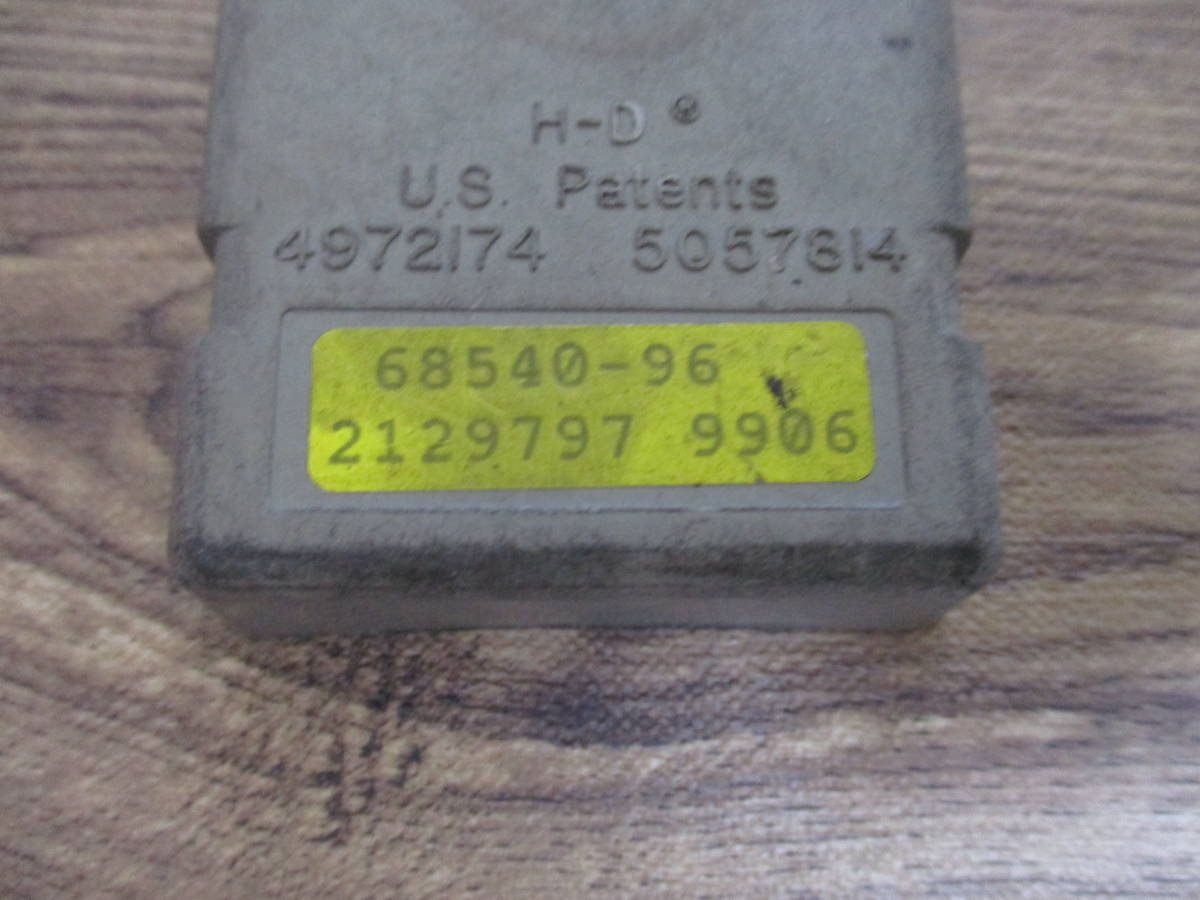 H-D ®
U.S. Patents
4972174 5057814
68540-96
2129797 9906